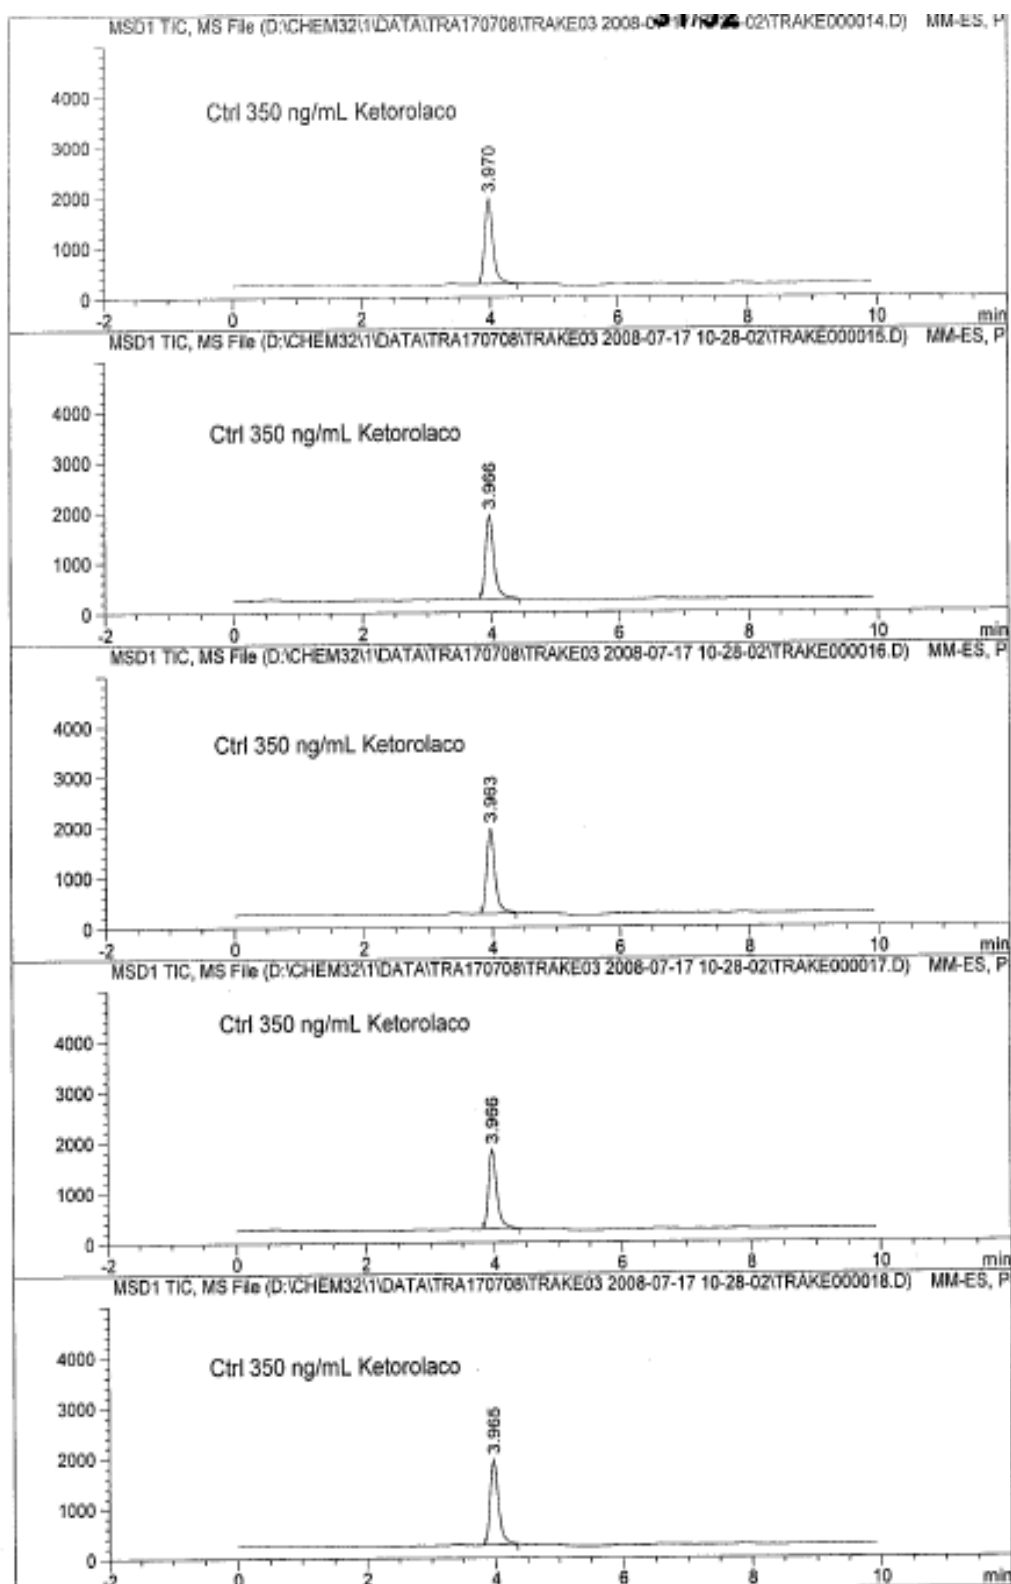 MSD1 TIC, MS File (D:\CHEM32\1\DATA\TRA170708\TRAKE03 2008-02\TRAKE000014.D) MM-ES, P
4000
Ctrl 350 ng/mL Ketorolaco
3000
3.970
2000
1000
0
-2 0 2 4 6 8 10 min
MSD1 TIC, MS File (D:\CHEM32\1\DATA\TRA170708\TRAKE03 2008-07-17 10-28-02\TRAKE000015.D) MM-ES, P
4000
Ctrl 350 ng/mL Ketorolaco
3000
3.966
2000
1000
0
-2 0 2 4 6 8 10 min
MSD1 TIC, MS File (D:\CHEM32\1\DATA\TRA170708\TRAKE03 2008-07-17 10-28-02\TRAKE000016.D) MM-ES, P
4000
Ctrl 350 ng/mL Ketorolaco
3000
3.963
2000
1000
0
-2 0 2 4 6 8 10 min
MSD1 TIC, MS File (D:\CHEM32\1\DATA\TRA170708\TRAKE03 2008-07-17 10-28-02\TRAKE000017.D) MM-ES, P
Ctrl 350 ng/mL Ketorolaco
4000
3000
3.966
2000
1000
0
-2 0 2 4 6 8 10 min
MSD1 TIC, MS File (D:\CHEM32\1\DATA\TRA170708\TRAKE03 2008-07-17 10-28-02\TRAKE000018.D) MM-ES, P
4000
Ctrl 350 ng/mL Ketorolaco
3000
3.965
2000
1000
0
-2 0 2 4 6 8 10 min